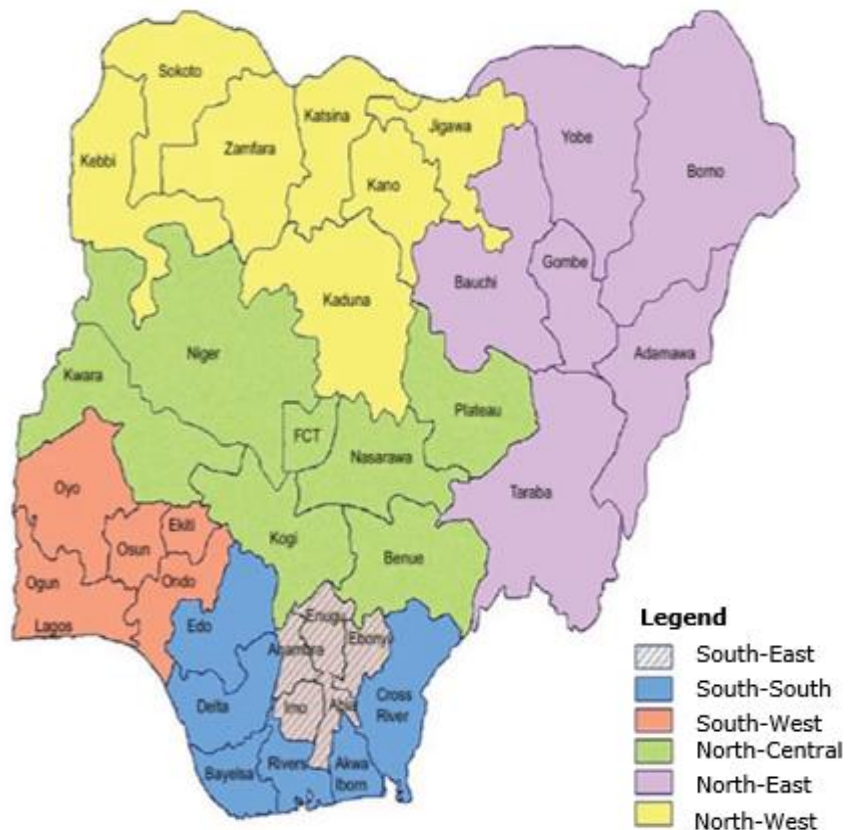 Sokoto
Katsina
Jigawa
Yobe
Borno
Kebbi
Zamfara
Kano
Gombe
Bauchi
Kaduna
Adamawa
Niger
Kwara
Plateau
FCT
Nasarawa
Taraba
Oyo
Kogi
Benue
Ekiti
Osun
Ogun
Ondo
Lagos
Edo
Enugu
Ebonyi
Anambra
Delta
Imo
Abia
Cross
River
Bayelsa
Rivers
Akwa
Ibom
Legend
South-East
South-South
South-West
North-Central
North-East
North-West